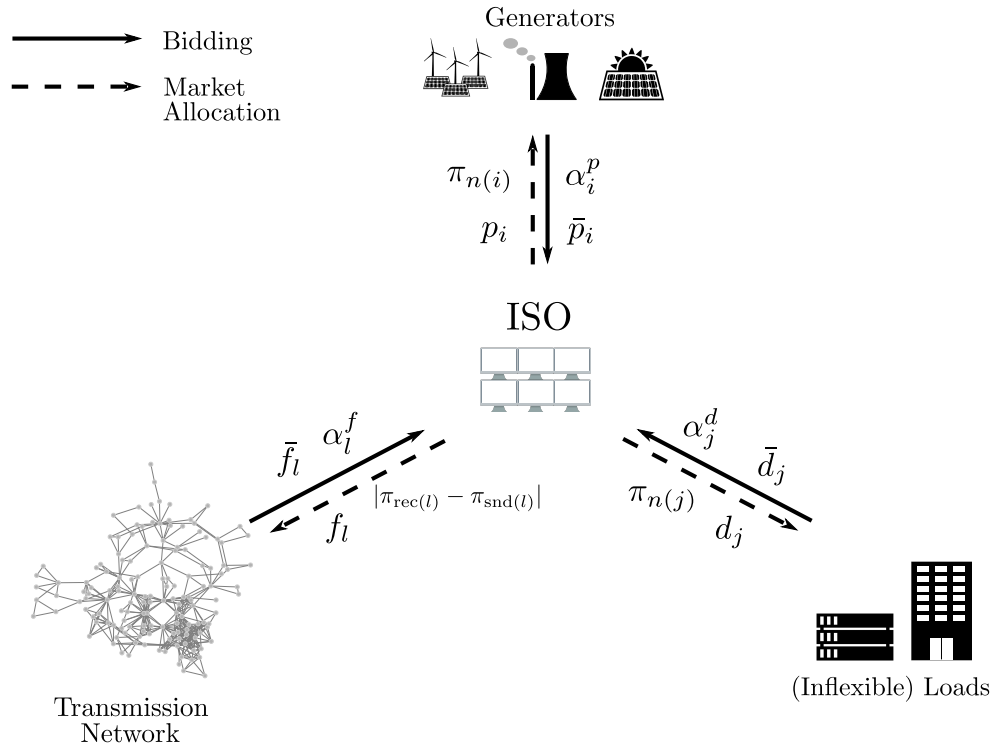 Generators
Bidding
Market
Allocation
π_{n(i)} α_i^p
p_i p̄_i
ISO
f̄_l α_l^f
α_j^d d̄_j
|π_{rec(l)} − π_{snd(l)}|
π_{n(j)}
f_l
d_j
(Inflexible) Loads
Transmission
Network